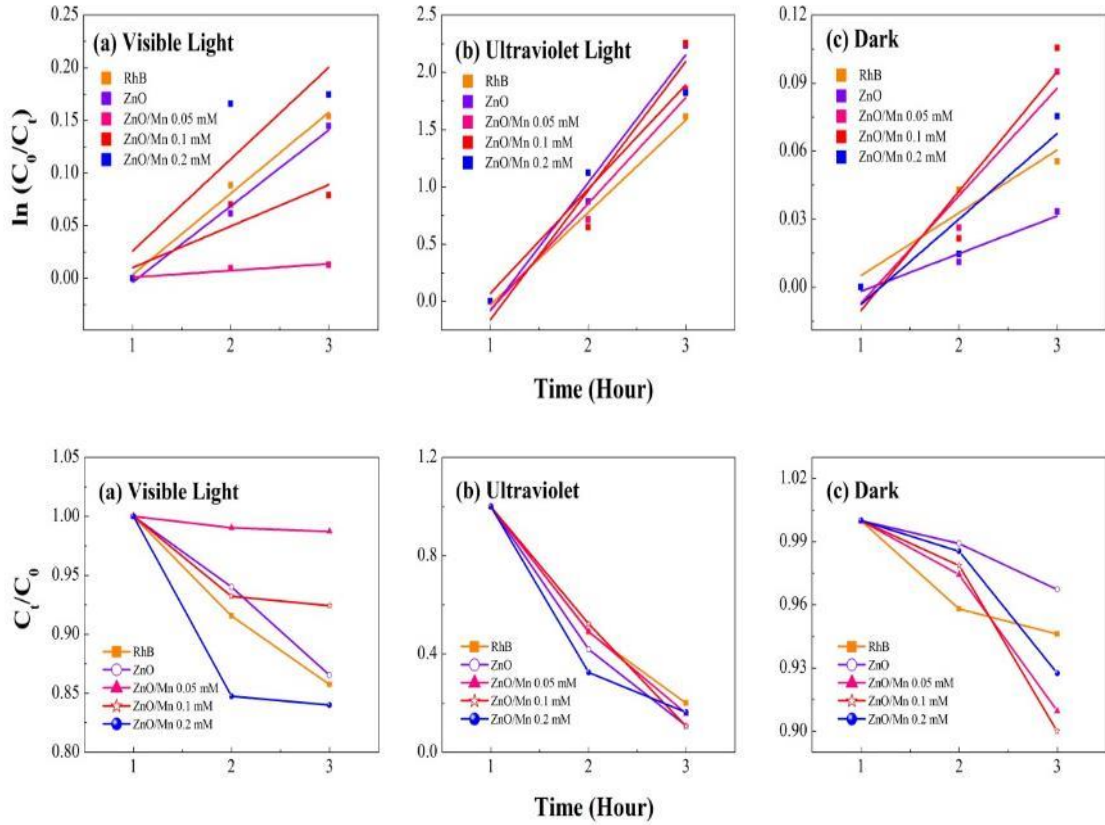 ln (C0/Ct)
2.5
0.25
0.20
0.15
0.10
0.05
0.00
(a) Visible Light
RhB
ZnO
ZnO/Mn 0.05 mM
ZnO/Mn 0.1 mM
ZnO/Mn 0.2 mM
1 2 3
2.0
1.5
1.0
0.5
0.0
(b) Ultraviolet Light
RhB
ZnO
ZnO/Mn 0.05 mM
ZnO/Mn 0.1 mM
ZnO/Mn 0.2 mM
1 2 3
0.12
0.09
0.06
0.03
0.00
(c) Dark
RhB
ZnO
ZnO/Mn 0.05 mM
ZnO/Mn 0.1 mM
ZnO/Mn 0.2 mM
1 2 3
Time (Hour)
Ct/C0
1.05
1.00
0.95
0.90
0.85
0.80
(a) Visible Light
RhB
ZnO
ZnO/Mn 0.05 mM
ZnO/Mn 0.1 mM
ZnO/Mn 0.2 mM
1 2 3
1.2
0.8
0.4
0.0
(b) Ultraviolet
RhB
ZnO
ZnO/Mn 0.05 mM
ZnO/Mn 0.1 mM
ZnO/Mn 0.2 mM
1 2 3
1.02
0.99
0.96
0.93
0.90
(c) Dark
RhB
ZnO
ZnO/Mn 0.05 mM
ZnO/Mn 0.1 mM
ZnO/Mn 0.2 mM
1 2 3
Time (Hour)